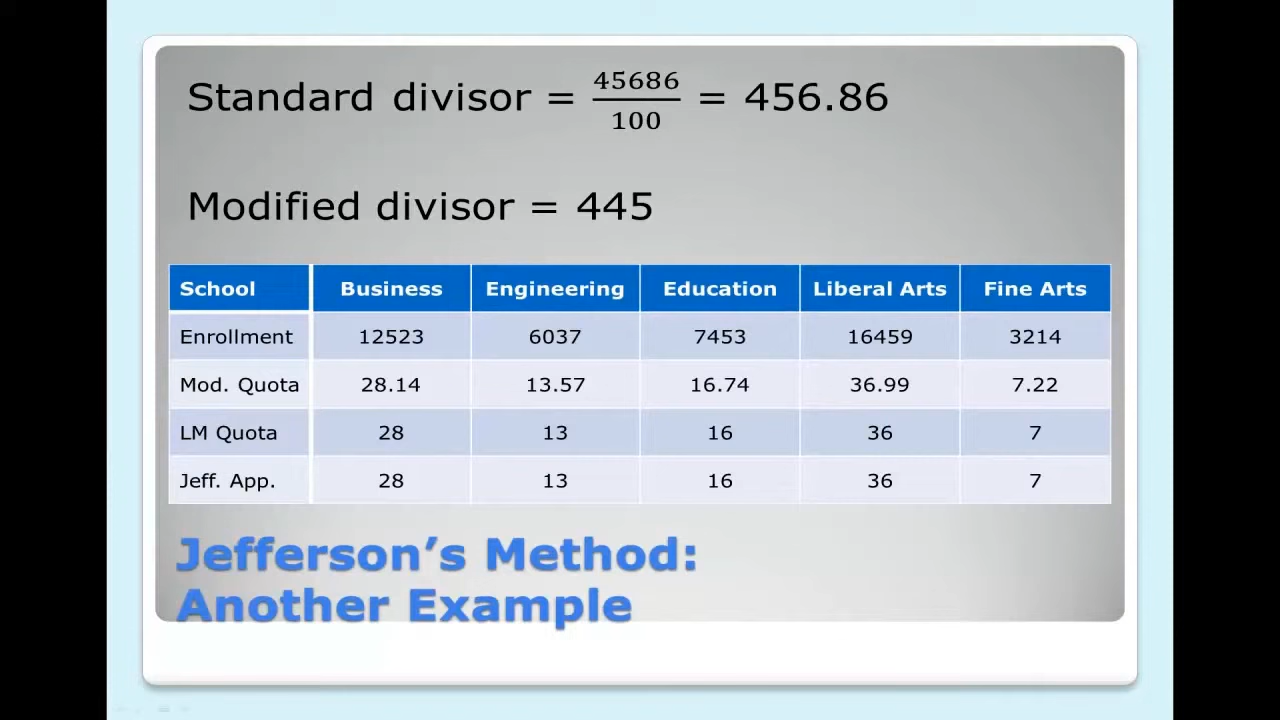 Standard divisor = 45686/100 = 456.86
Modified divisor = 445
School Business Engineering Education Liberal Arts Fine Arts
Enrollment 12523 6037 7453 16459 3214
Mod. Quota 28.14 13.57 16.74 36.99 7.22
LM Quota 28 13 16 36 7
Jeff. App. 28 13 16 36 7
Jefferson’s Method:
Another Example